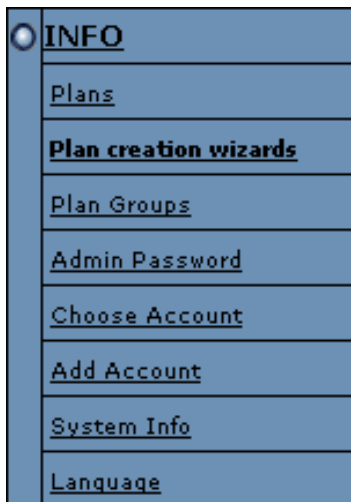 INFO
Plans
Plan creation wizards
Plan Groups
Admin Password
Choose Account
Add Account
System Info
Language